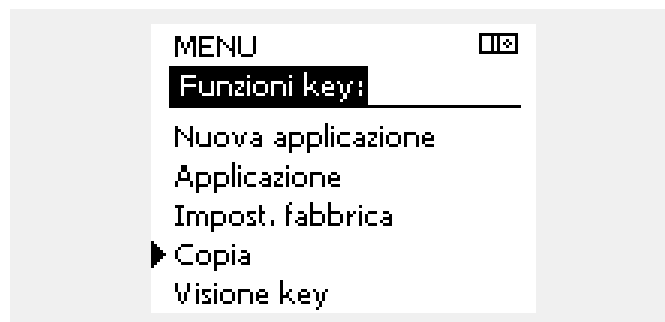 MENU
Funzioni key:
Nuova applicazione
Applicazione
Impost. fabbrica
Copia
Visione key